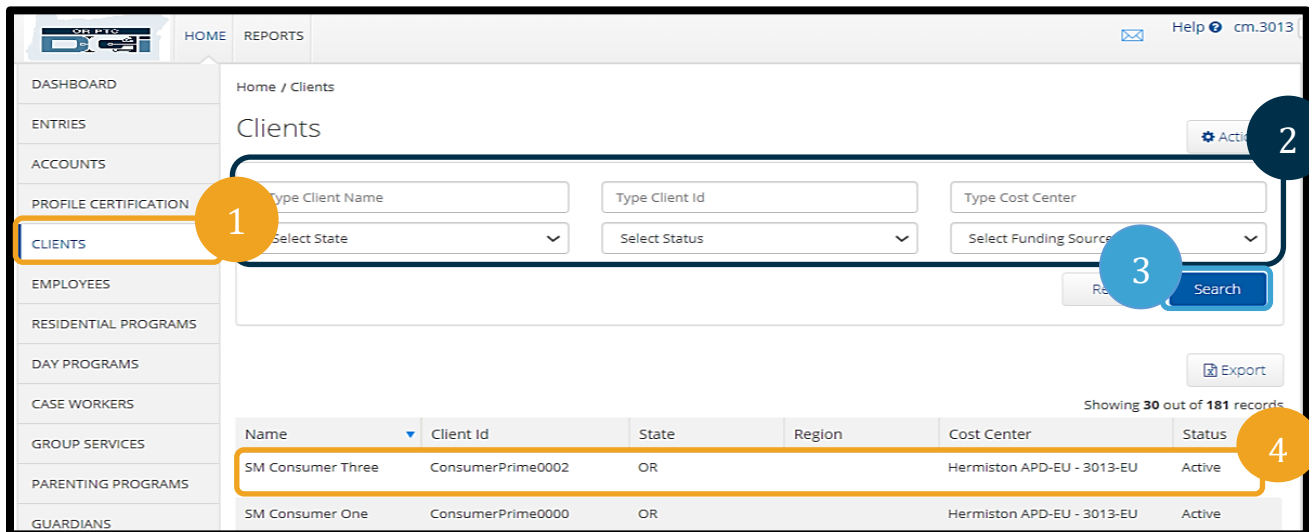 OR PTC
DCI
HOME REPORTS
Help cm.3013
DASHBOARD
ENTRIES
ACCOUNTS
PROFILE CERTIFICATION
CLIENTS
EMPLOYEES
RESIDENTIAL PROGRAMS
DAY PROGRAMS
CASE WORKERS
GROUP SERVICES
PARENTING PROGRAMS
GUARDIANS
Home / Clients
Clients
2
1
Type Client Name Type Client Id Type Cost Center
Select State Select Status Select Funding Source
3
Search
Export
Showing 30 out of 181 records
Name Client Id State Region Cost Center Status
4
SM Consumer Three ConsumerPrime0002 OR Hermiston APD-EU - 3013-EU Active
SM Consumer One ConsumerPrime0000 OR Hermiston APD-EU - 3013-EU Active